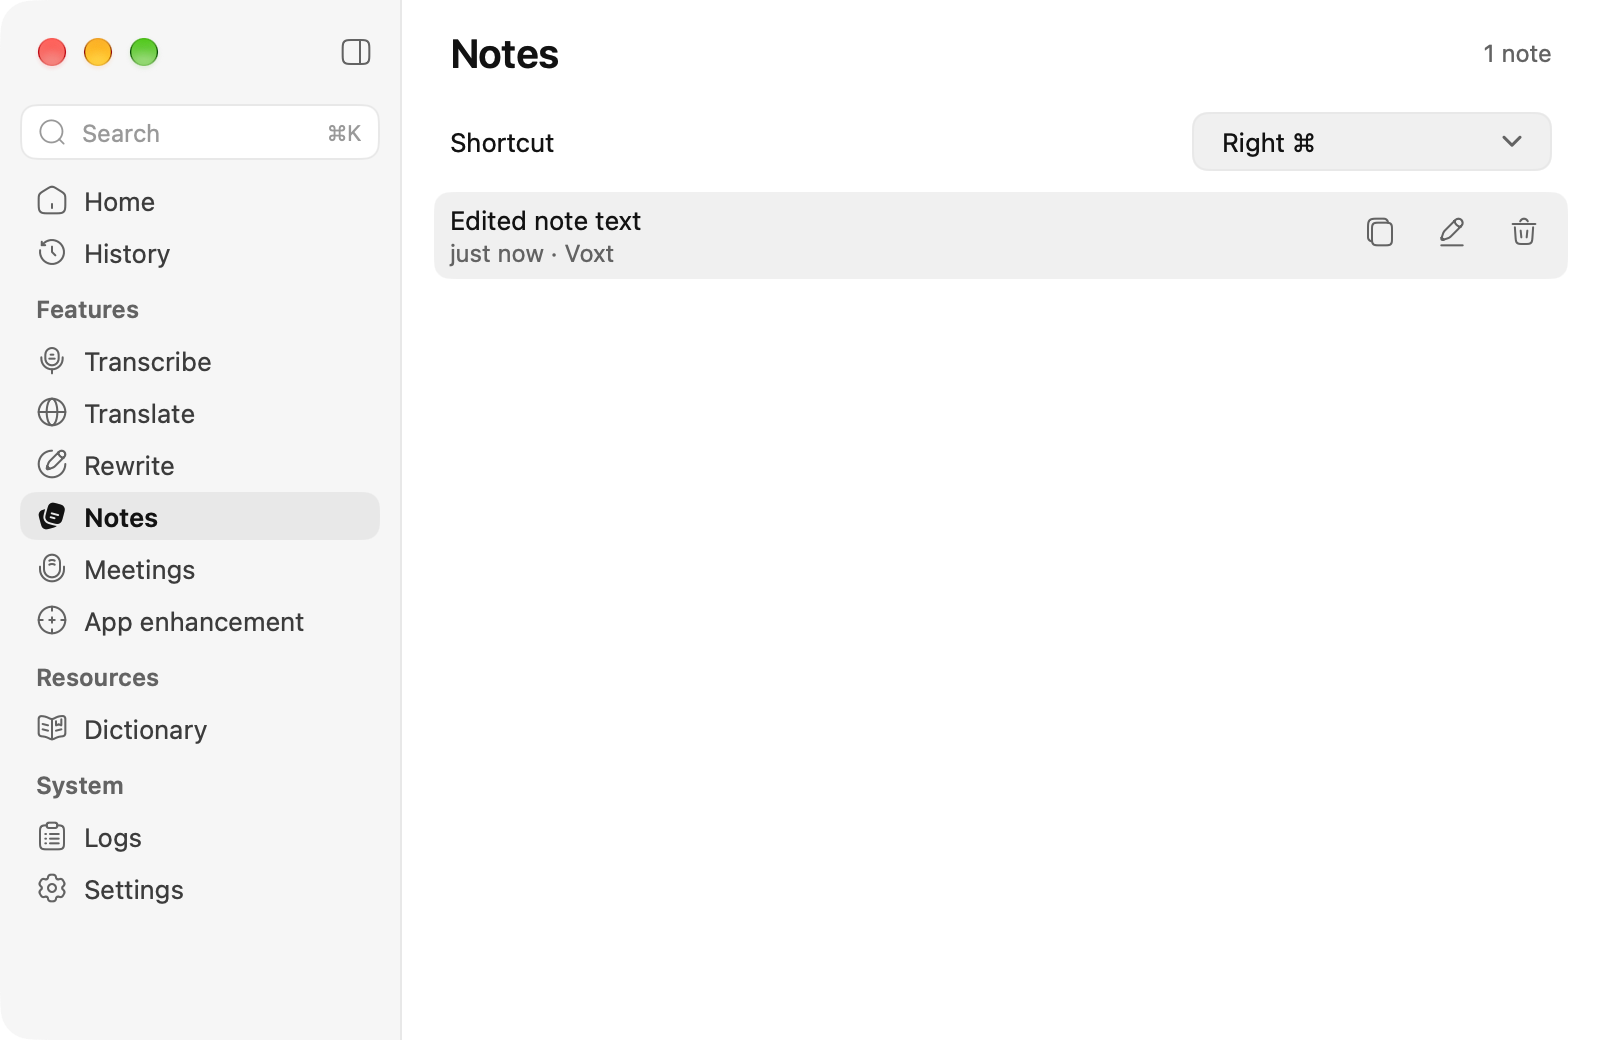 Search ⌘K
Home
History
Features
Transcribe
Translate
Rewrite
Notes
Meetings
App enhancement
Resources
Dictionary
System
Logs
Settings
Notes
1 note
Shortcut
Right ⌘
Edited note text
just now · Voxt